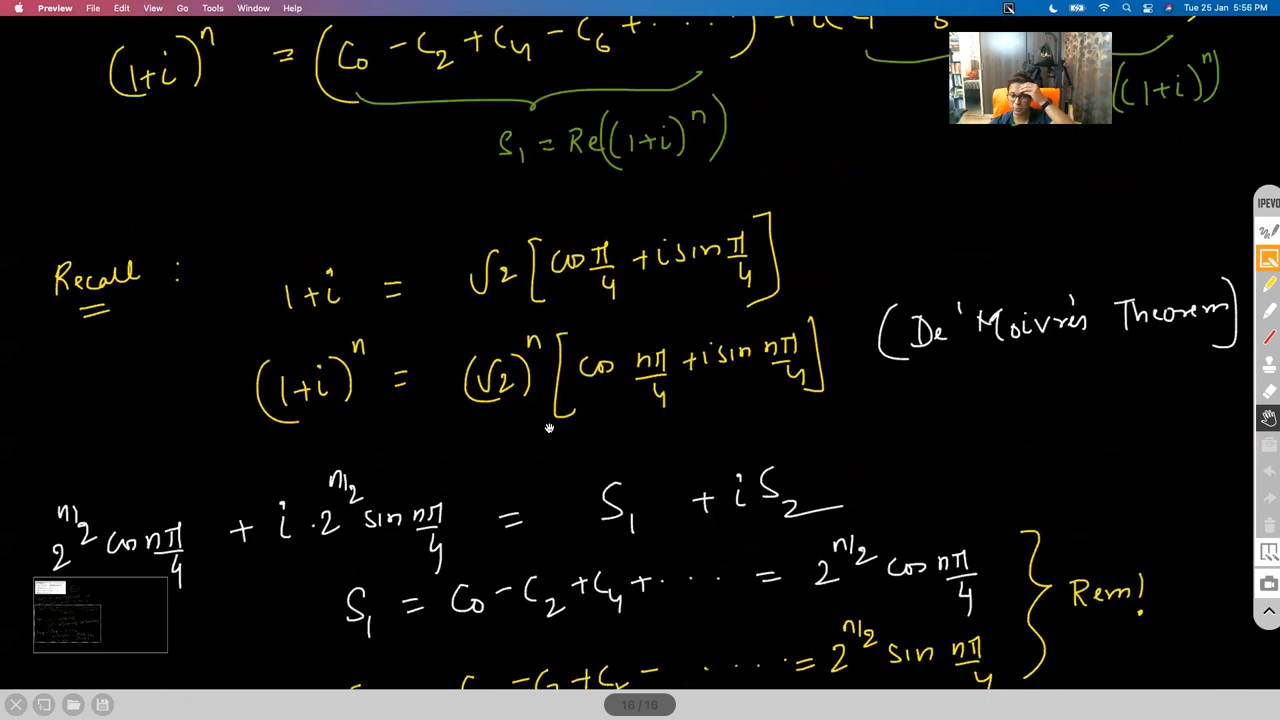 Preview File Edit View Go Tools Window Help Tue 25 Jan 5:56 PM
(1+i)^n = (C₀ - C₂ + C₄ - C₆ + ....) + i(
S₁ = Re((1+i)^n) ((1+i)^n)
IPEVO
Recall : 1+i = √2 [cos π/4 + i sin π/4]
(De'Moivre's Theorem)
(1+i)^n = (√2)^n [cos nπ/4 + i sin nπ/4]
2^n/2 cos nπ/4 + i · 2^n/2 sin nπ/4 = S₁ + i S₂
S₁ = C₀ - C₂ + C₄ + ··· = 2^n/2 cos nπ/4
Rem!
····· = 2^n/2 sin nπ/4
16 / 16